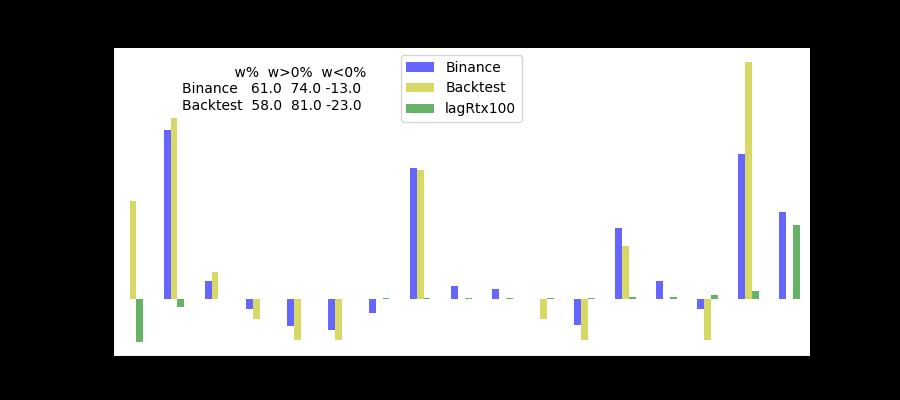 w% w>0% w<0%
Binance 61.0 74.0 -13.0
Backtest 58.0 81.0 -23.0
Binance
Backtest
lagRtx100